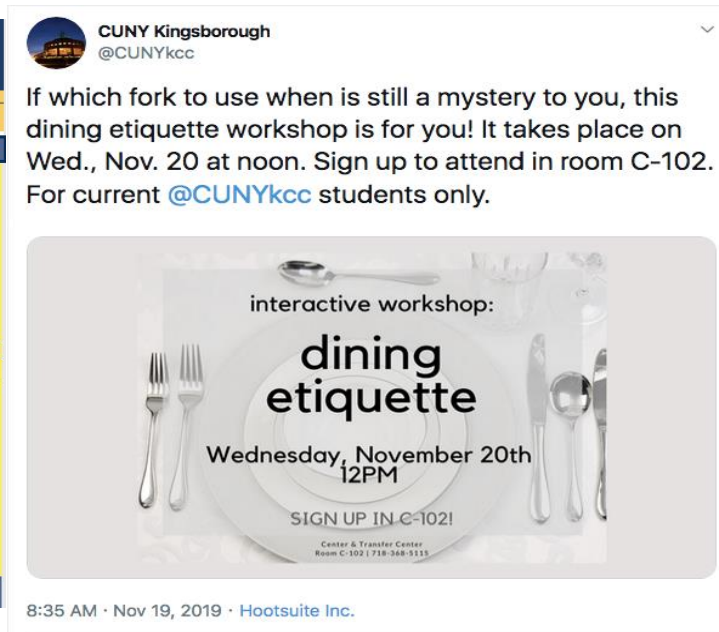 CUNY Kingsborough
@CUNYkcc
If which fork to use when is still a mystery to you, this
dining etiquette workshop is for you! It takes place on
Wed., Nov. 20 at noon. Sign up to attend in room C-102.
For current @CUNYkcc students only.
interactive workshop:
dining
etiquette
Wednesday, November 20th
12PM
SIGN UP IN C-102!
Center & Transfer Center
Room C-102 | 718-368-5115
8:35 AM · Nov 19, 2019 · Hootsuite Inc.